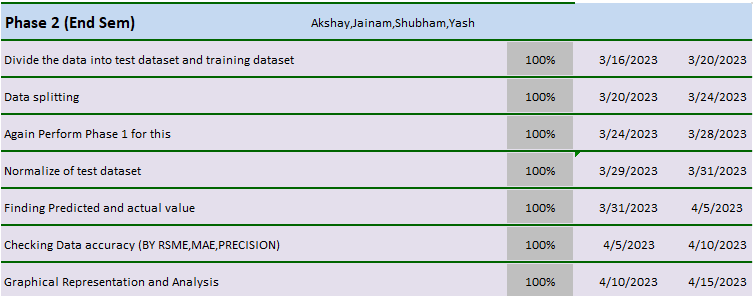 Phase 2 (End Sem) Akshay,Jainam,Shubham,Yash
Divide the data into test dataset and training dataset 100% 3/16/2023 3/20/2023
Data splitting 100% 3/20/2023 3/24/2023
Again Perform Phase 1 for this 100% 3/24/2023 3/28/2023
Normalize of test dataset 100% 3/29/2023 3/31/2023
Finding Predicted and actual value 100% 3/31/2023 4/5/2023
Checking Data accuracy (BY RSME,MAE,PRECISION) 100% 4/5/2023 4/10/2023
Graphical Representation and Analysis 100% 4/10/2023 4/15/2023